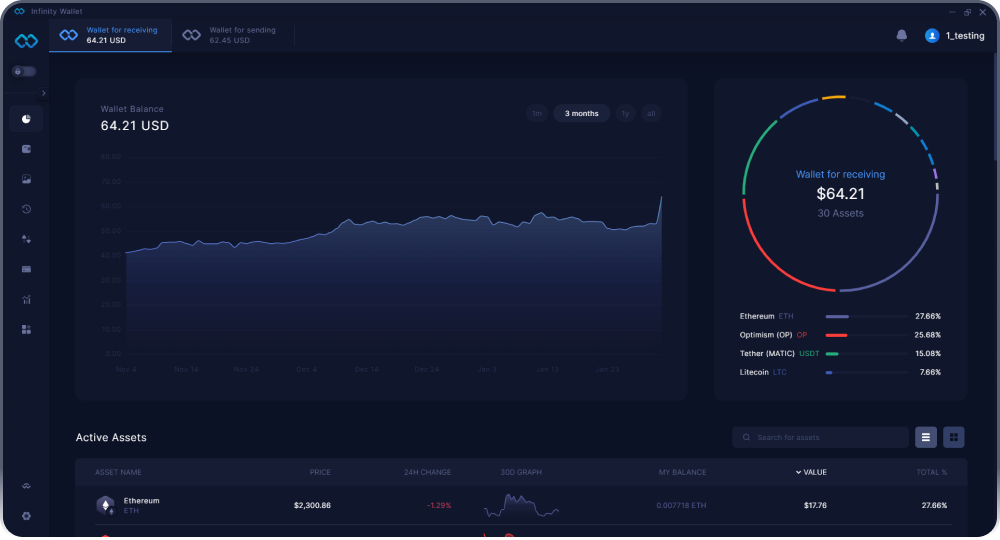 Infinity Wallet
Wallet for receiving
64.21 USD
Wallet for sending
62.45 USD
1_testing
Wallet Balance
64.21 USD
1m
3 months
1y
all
80.00
70.00
60.00
50.00
40.00
30.00
20.00
10.00
0.00
Nov 4
Nov 14
Nov 24
Dec 4
Dec 14
Dec 24
Jan 3
Jan 13
Jan 23
Wallet for receiving
$64.21
30 Assets
Ethereum ETH 27.66%
Optimism (OP) OP 25.68%
Tether (MATIC) USDT 15.08%
Litecoin LTC 7.66%
Active Assets
Search for assets
ASSET NAME PRICE 24H CHANGE 30D GRAPH MY BALANCE VALUE TOTAL %
Ethereum
ETH
$2,300.86 -1.29% 0.007718 ETH $17.76 27.66%